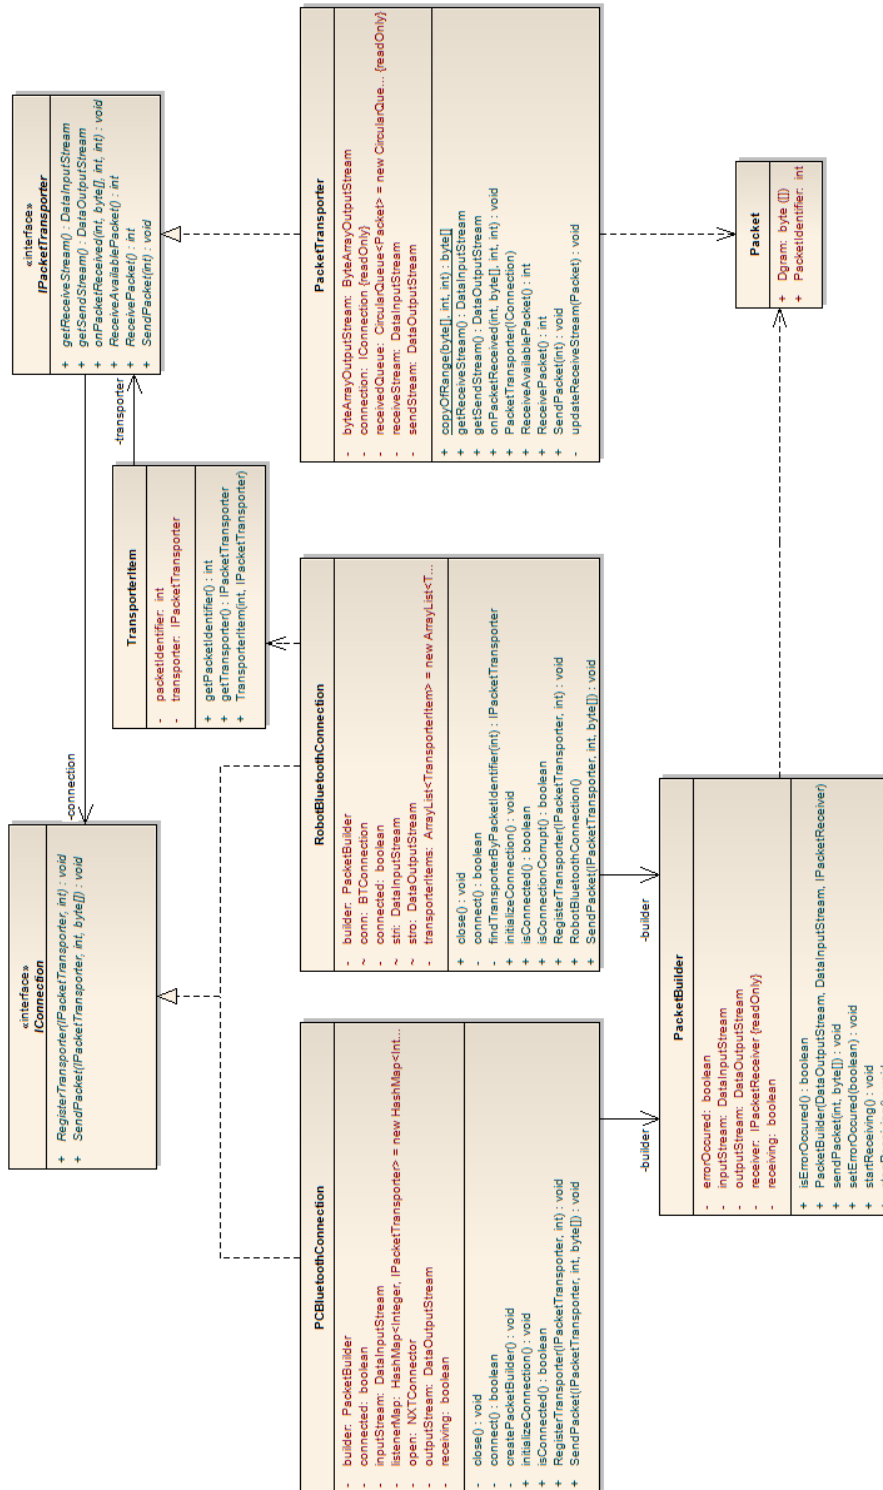 «interface»
IConnection
+ RegisterTransporter(IPacketTransporter, int) : void
+ SendPacket(IPacketTransporter, int, byte[]) : void
-connection
«interface»
IPacketTransporter
+ getReceiveStream() : DataInputStream
+ getSendStream() : DataOutputStream
+ onPacketReceived(int, byte[], int, int) : void
+ ReceiveAvailablePacket() : int
+ ReceivePacket() : int
+ SendPacket(int) : void
-transporter
TransporterItem
- packetIdentifier: int
- transporter: IPacketTransporter
+ getPacketIdentifier() : int
+ getTransporter() : IPacketTransporter
+ TransporterItem(int, IPacketTransporter)
PCBluetoothConnection
- builder: PacketBuilder
- connected: boolean
- inputStream: DataInputStream
- listenerMap: HashMap<Integer, IPacketTransporter> = new HashMap<Int...
- open: NXTConnector
- outputStream: DataOutputStream
- receiving: boolean
- close() : void
- connect() : boolean
- createPacketBuilder() : void
+ initializeConnection() : void
+ isConnected() : boolean
+ RegisterTransporter(IPacketTransporter, int) : void
+ SendPacket(IPacketTransporter, int, byte[]) : void
RobotBluetoothConnection
- builder: PacketBuilder
~ conn: BTConnection
- connected: boolean
~ stri: DataInputStream
~ stro: DataOutputStream
- transporterItems: ArrayList<TransporterItem> = new ArrayList<T...
+ close() : void
- connect() : boolean
- findTransporterByPacketIdentifier(int) : IPacketTransporter
+ initializeConnection() : void
+ isConnected() : boolean
+ isConnectionCorrupt() : boolean
+ RegisterTransporter(IPacketTransporter, int) : void
+ RobotBluetoothConnection()
+ SendPacket(IPacketTransporter, int, byte[]) : void
PacketTransporter
- byteArrayOutputStream: ByteArrayOutputStream
- connection: IConnection {readOnly}
- receivedQueue: CircularQueue<Packet> = new CircularQue... {readOnly}
- receiveStream: DataInputStream
- sendStream: DataOutputStream
+ copyOfRange(byte[], int, int) : byte[]
+ getReceiveStream() : DataInputStream
+ getSendStream() : DataOutputStream
+ onPacketReceived(int, byte[], int, int) : void
+ PacketTransporter(IConnection)
+ ReceiveAvailablePacket() : int
+ ReceivePacket() : int
+ SendPacket(int) : void
- updateReceiveStream(Packet) : void
-builder
-builder
PacketBuilder
- errorOccured: boolean
- inputStream: DataInputStream
- outputStream: DataOutputStream
- receiver: IPacketReceiver {readOnly}
- receiving: boolean
+ isErrorOccured() : boolean
+ PacketBuilder(DataOutputStream, DataInputStream, IPacketReceiver)
+ sendPacket(int, byte[]) : void
+ setErrorOccured(boolean) : void
+ startReceiving() : void
Packet
+ Dgram: byte ([])
+ PacketIdentifier: int